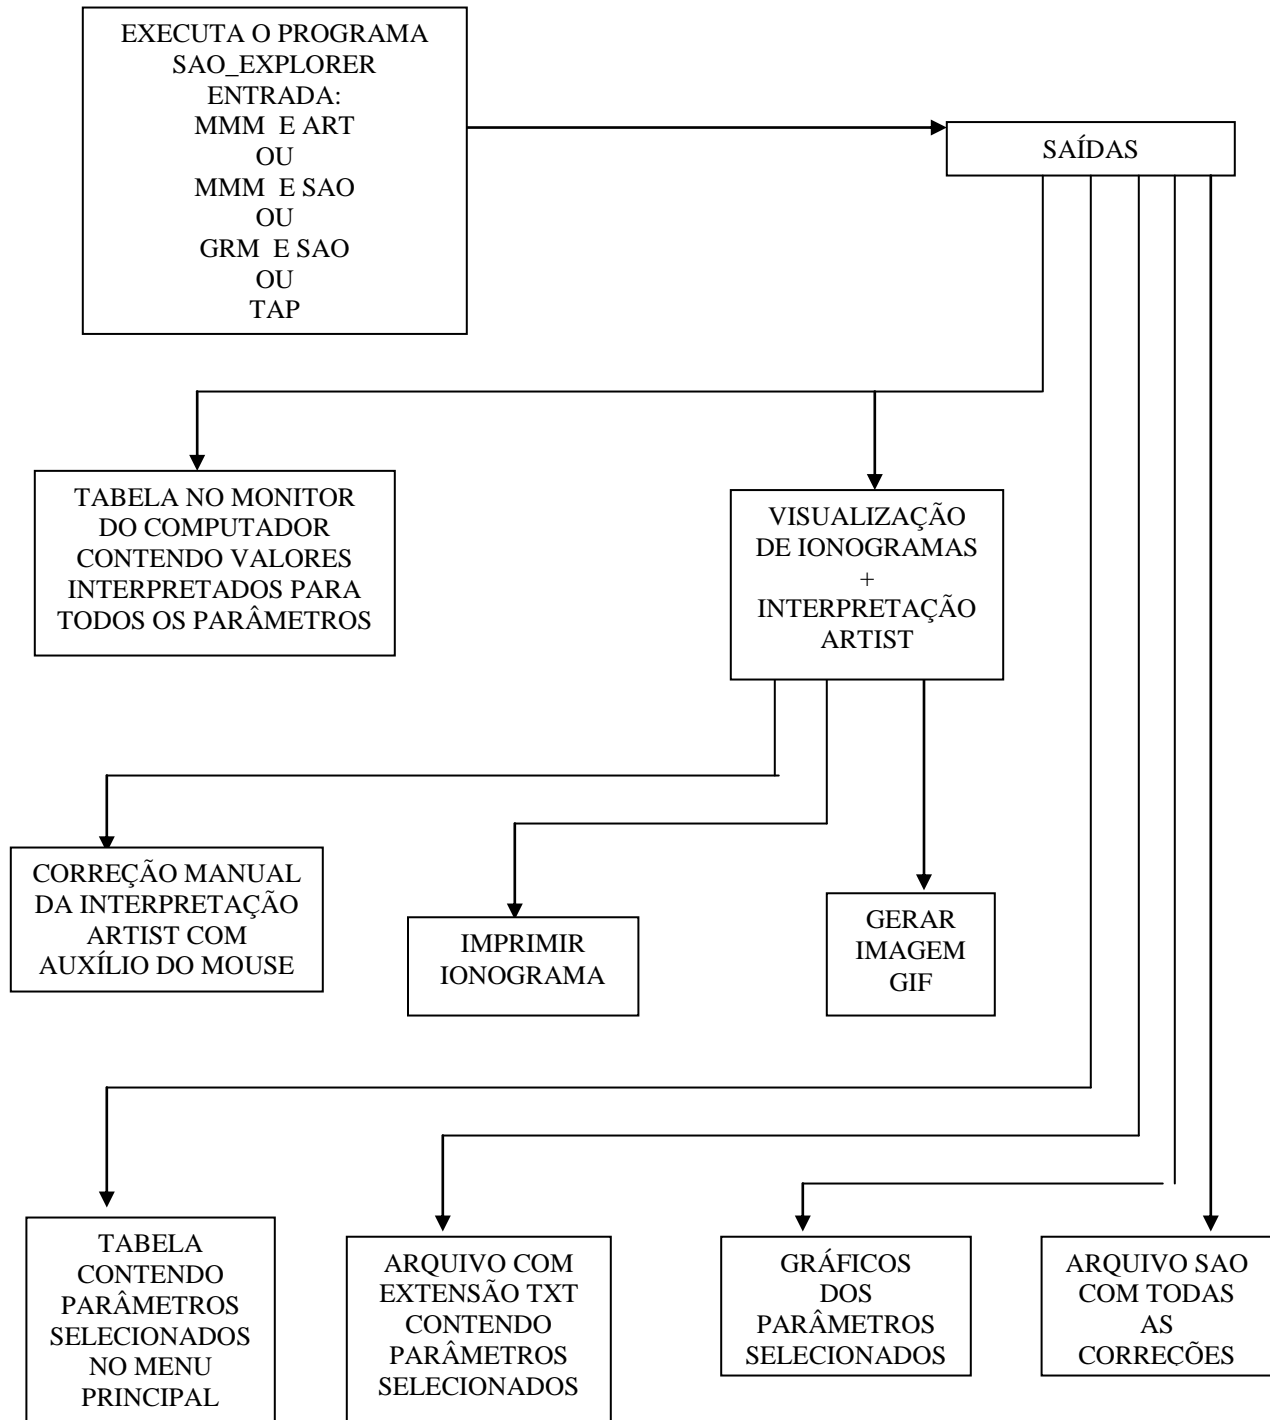 EXECUTA O PROGRAMA
SAO_EXPLORER
ENTRADA:
MMM E ART
OU
MMM E SAO
OU
GRM E SAO
OU
TAP
SAÍDAS
TABELA NO MONITOR
DO COMPUTADOR
CONTENDO VALORES
INTERPRETADOS PARA
TODOS OS PARÂMETROS
VISUALIZAÇÃO
DE IONOGRAMAS
+
INTERPRETAÇÃO
ARTIST
CORREÇÃO MANUAL
DA INTERPRETAÇÃO
ARTIST COM
AUXÍLIO DO MOUSE
IMPRIMIR
IONOGRAMA
GERAR
IMAGEM
GIF
TABELA
CONTENDO
PARÂMETROS
SELECIONADOS
NO MENU
PRINCIPAL
ARQUIVO COM
EXTENSÃO TXT
CONTENDO
PARÂMETROS
SELECIONADOS
GRÁFICOS
DOS
PARÂMETROS
SELECIONADOS
ARQUIVO SAO
COM TODAS
AS
CORREÇÕES